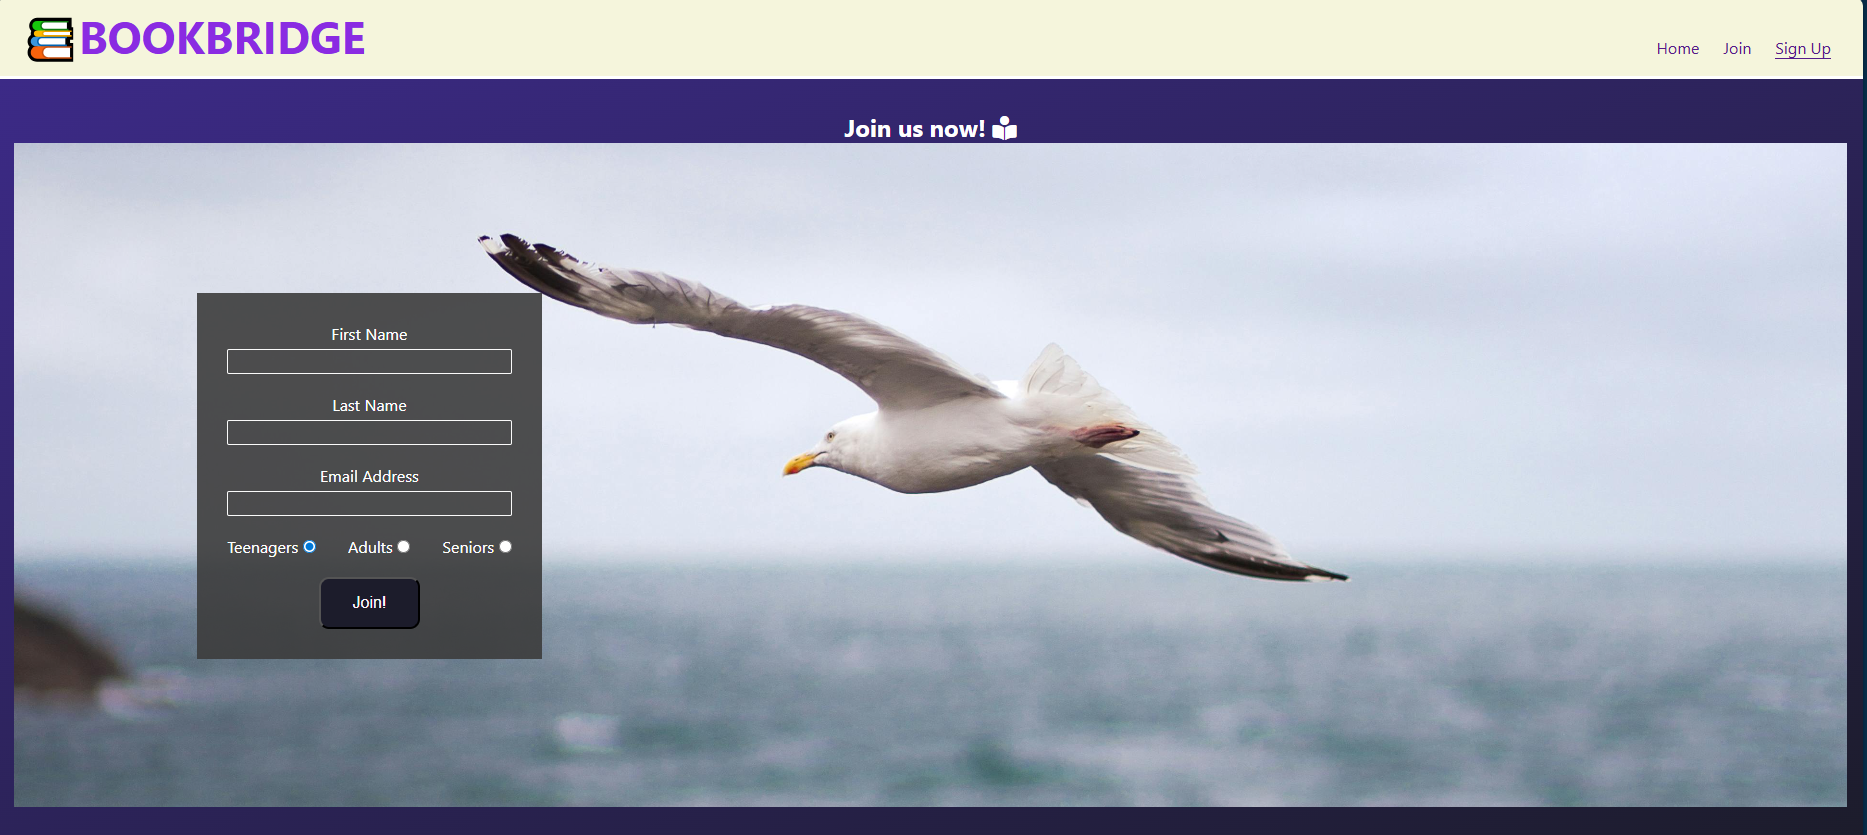 BOOKBRIDGE
Home Join Sign Up
Join us now!
First Name
Last Name
Email Address
Teenagers Adults Seniors
Join!